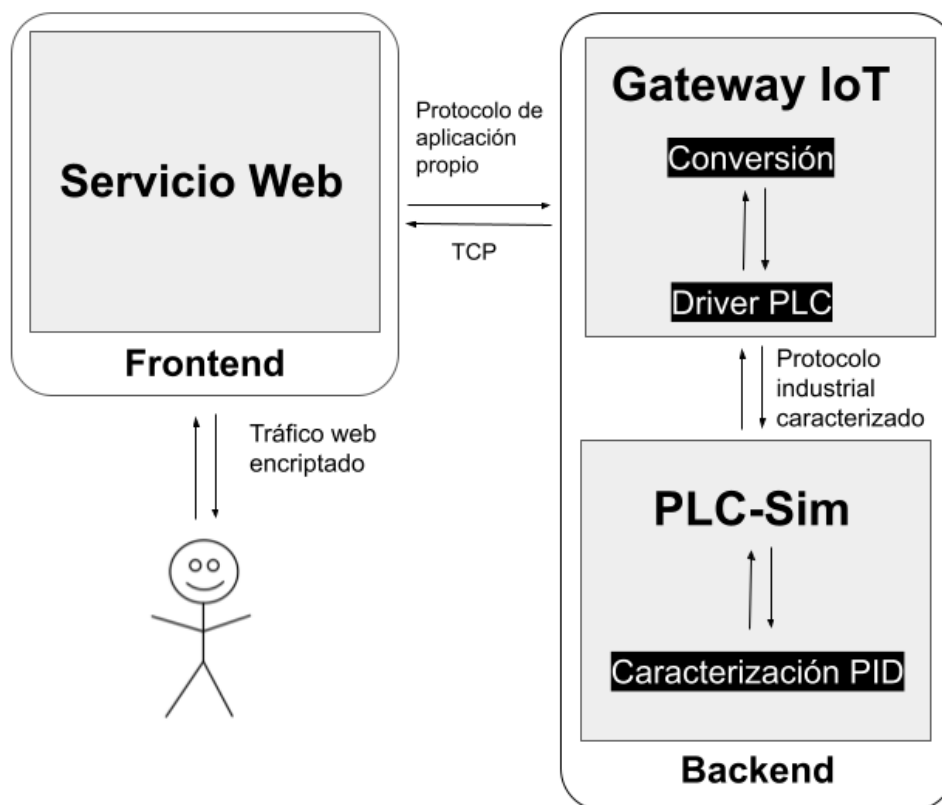 Servicio Web
Frontend
Protocolo de
aplicación
propio
TCP
Tráfico web
encriptado
Gateway IoT
Conversión
Driver PLC
Protocolo
industrial
caracterizado
PLC-Sim
Caracterización PID
Backend